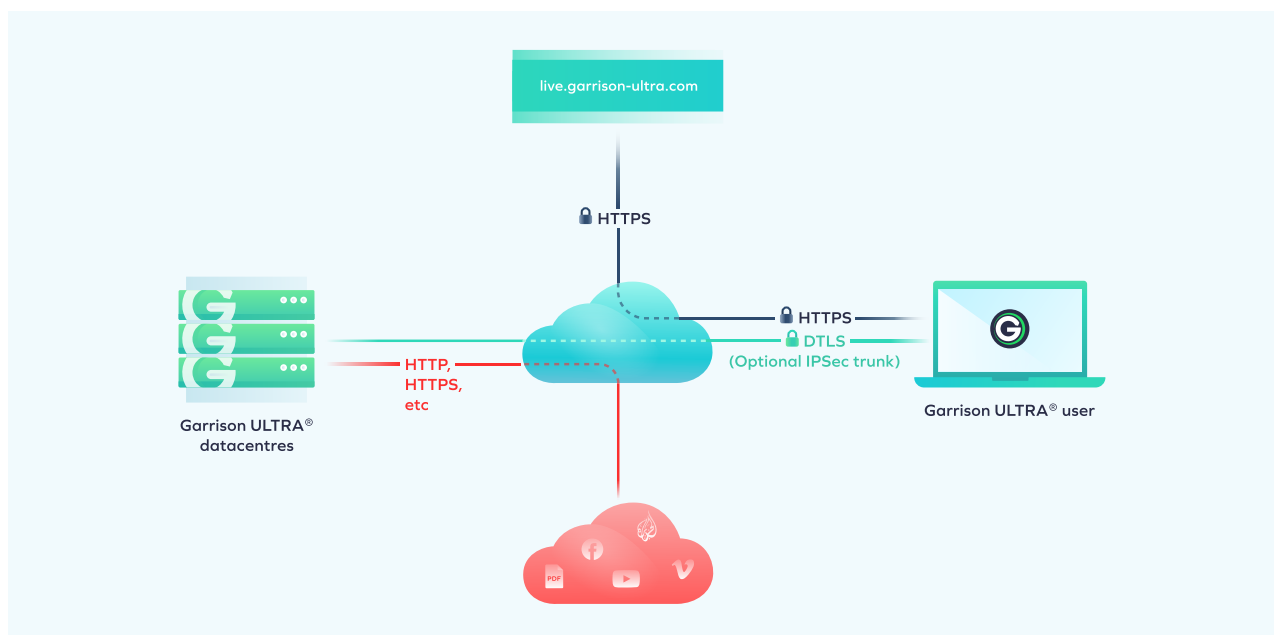 live.garrison-ultra.com
HTTPS
HTTPS
DTLS
(Optional IPSec trunk)
HTTP,
HTTPS,
etc
G
Garrison ULTRA® user
Garrison ULTRA®
datacentres
PDF